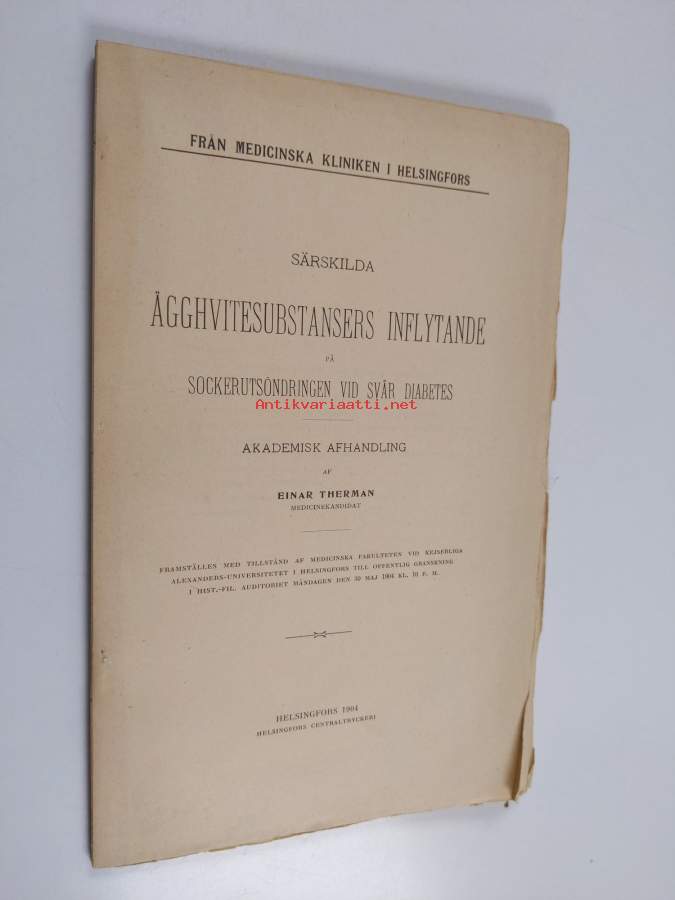 FRÅN MEDICINSKA KLINIKEN I HELSINGFORS
SÄRSKILDA
ÄGGHVITESUBSTANSERS INFLYTANDE
PÅ
SOCKERUTSÖNDRINGEN VID SVÅR DIABETES
Antikvariaatti.net
AKADEMISK AFHANDLING
AF
EINAR THERMAN
MEDICINEKANDIDAT
FRAMSTÄLLES MED TILLSTÅND AF MEDICINSKA FAKULTETEN VID KEJSERLIGA
ALEXANDERS-UNIVERSITETET I HELSINGFORS TILL OFFENTLIG GRANSKNING
I HIST.-FIL. AUDITORIET MÅNDAGEN DEN 30 MAJ 1904 KL. 10 F. M.
HELSINGFORS 1904
HELSINGFORS CENTRALTRYCKERI